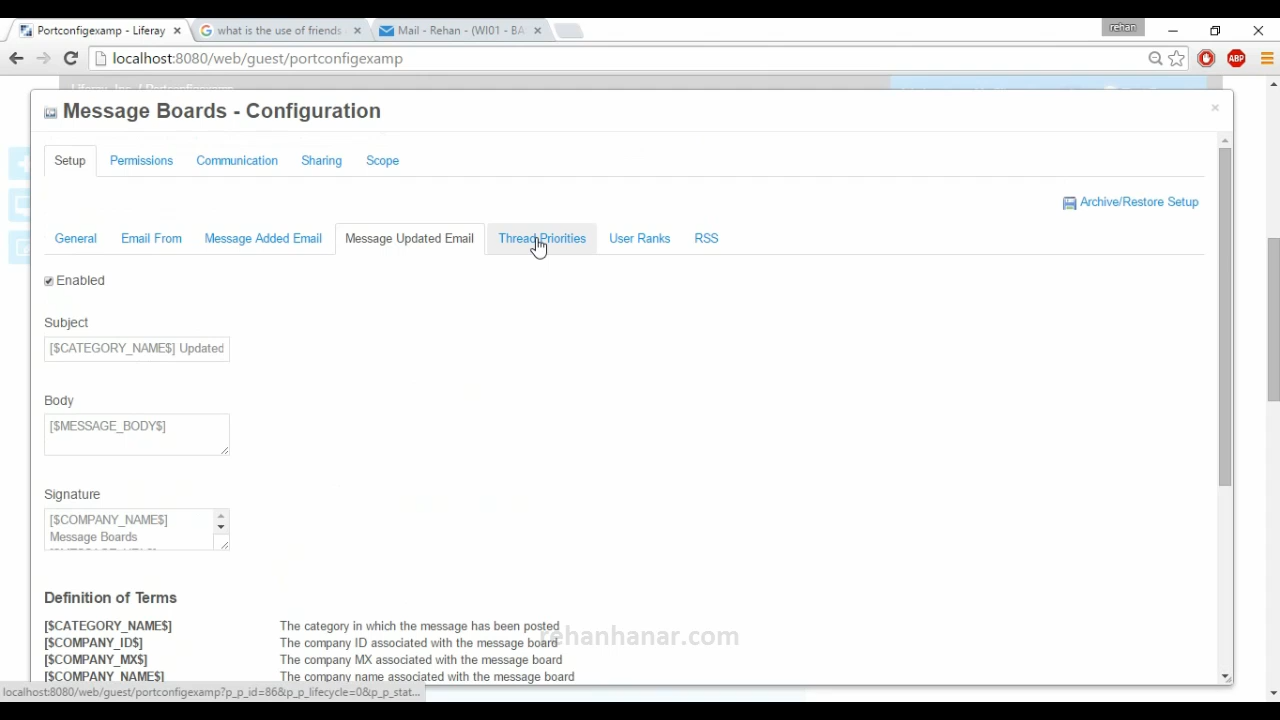 Portconfigexamp - Liferay
what is the use of friends
Mail - Rehan - (WI01 - BA
rehan
localhost:8080/web/guest/portconfigexamp
ABP
Message Boards - Configuration
Setup Permissions Communication Sharing Scope
Archive/Restore Setup
General Email From Message Added Email Message Updated Email Thread Priorities User Ranks RSS
Enabled
Subject
[$CATEGORY_NAME$] Updated
Body
[$MESSAGE_BODY$]
Signature
[$COMPANY_NAME$]
Message Boards
Definition of Terms
[$CATEGORY_NAME$] The category in which the message has been posted
[$COMPANY_ID$] The company ID associated with the message board
[$COMPANY_MX$] The company MX associated with the message board
[$COMPANY_NAME$] The company name associated with the message board
rehanhanar.com
localhost:8080/web/guest/portconfigexamp?p_p_id=86&p_p_lifecycle=0&p_p_stat...